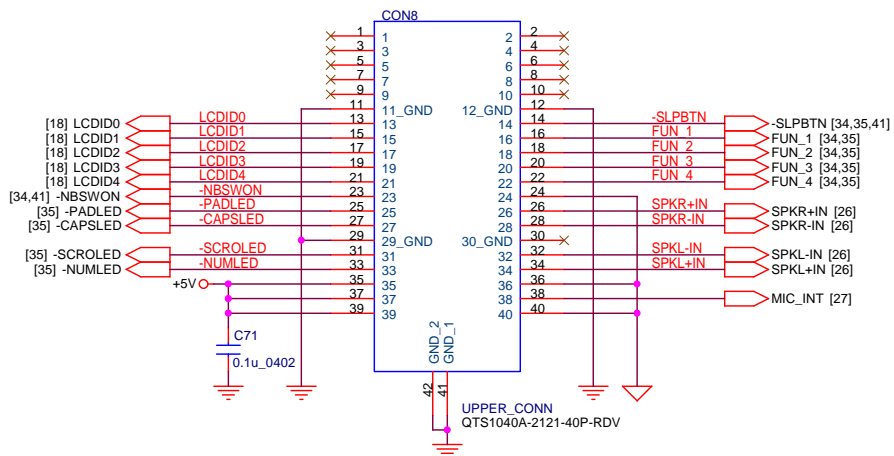 CON8
1 1 2 2
3 3 4 4
5 5 6 6
7 7 8 8
9 9 10 10
11 11_GND 12_GND 12
[18] LCDID0 LCDID0 13 13 14 14 -SLPBTN -SLPBTN [34,35,41]
[18] LCDID1 LCDID1 15 15 16 16 FUN_1 FUN_1 [34,35]
[18] LCDID2 LCDID2 17 17 18 18 FUN_2 FUN_2 [34,35]
[18] LCDID3 LCDID3 19 19 20 20 FUN_3 FUN_3 [34,35]
[18] LCDID4 LCDID4 21 21 22 22 FUN_4 FUN_4 [34,35]
[34,41] -NBSWON -NBSWON 23 23 24 24
[35] -PADLED -PADLED 25 25 26 26 SPKR+IN SPKR+IN [26]
[35] -CAPSLED -CAPSLED 27 27 28 28 SPKR-IN SPKR-IN [26]
29 29_GND 30_GND 30
[35] -SCROLED -SCROLED 31 31 32 32 SPKL-IN SPKL-IN [26]
[35] -NUMLED -NUMLED 33 33 34 34 SPKL+IN SPKL+IN [26]
+5V 35 35 36 36
37 37 38 38 MIC_INT [27]
39 39 40 40
C71
0.1u_0402
GND_2
GND_1
42
41
UPPER_CONN
QTS1040A-2121-40P-RDV